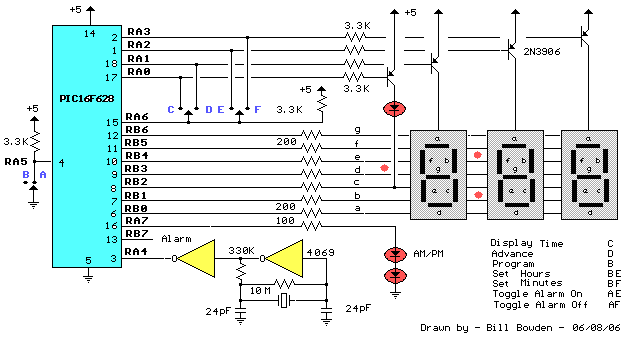 +5
+5
+5
14
2
RA3
3.3K
1
RA2
18
RA1
2N3906
17
RA0
3.3K
+5
PIC16F628
C
D
E
F
3.3K
+5
15
RA6
3.3K
12
RB6
g
a
a
a
11
RB5
200
f
RA5
4
10
RB4
e
f b
g
f b
g
f b
g
B
A
9
RB3
d
8
RB2
c
e c
e c
e c
7
RB1
b
6
RB0
200
a
d
d
d
16
RA7
100
13
RB7
Alarm
3
RA4
330K
4069
AM/PM
5
10 M
24pF
24pF
Display Time C
Advance D
Program B
Set Hours BE
Set Minutes BF
Toggle Alarm On AE
Toggle Alarm Off AF
Drawn by - Bill Bowden - 06/08/06